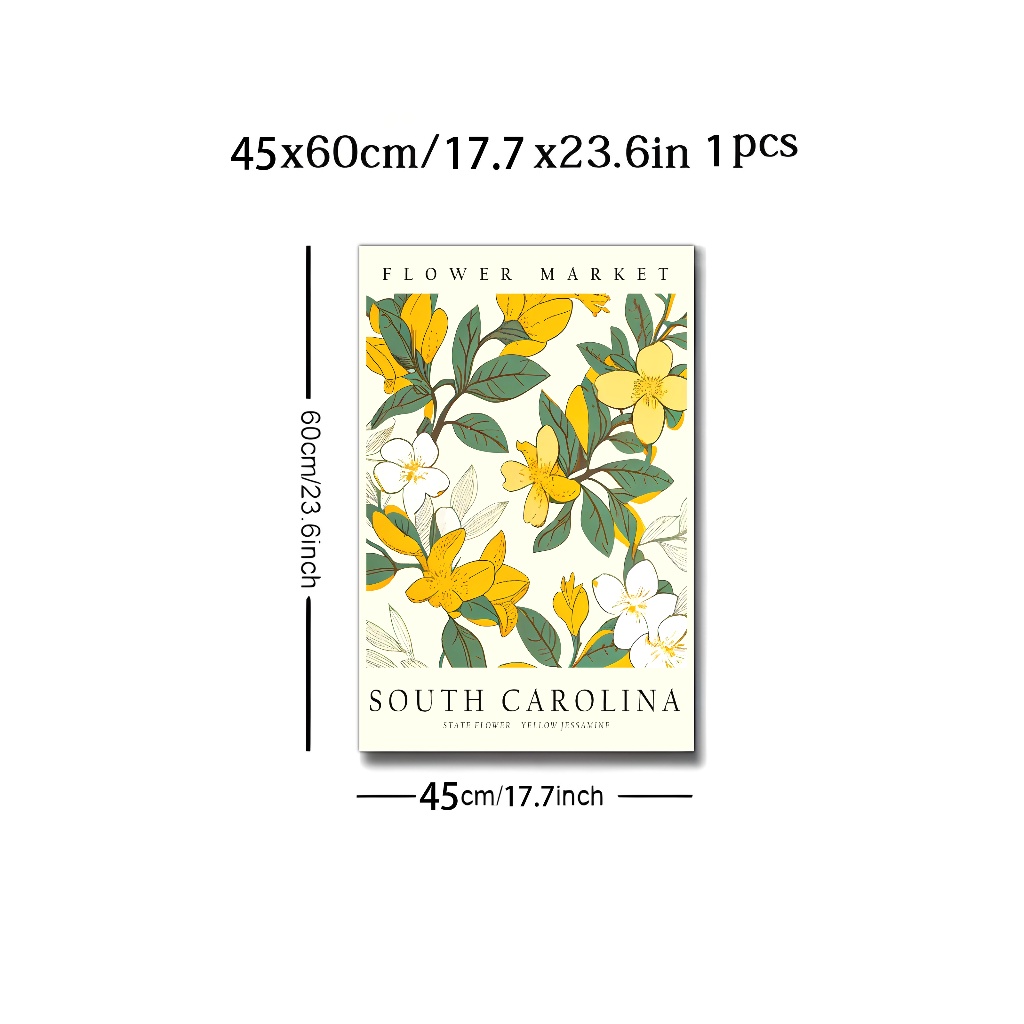 45x60cm/17.7 x23.6in 1pcs
FLOWER MARKET
60cm/23.6inch
SOUTH CAROLINA
STATE FLOWER YELLOW JESSAMINE
45cm/17.7inch